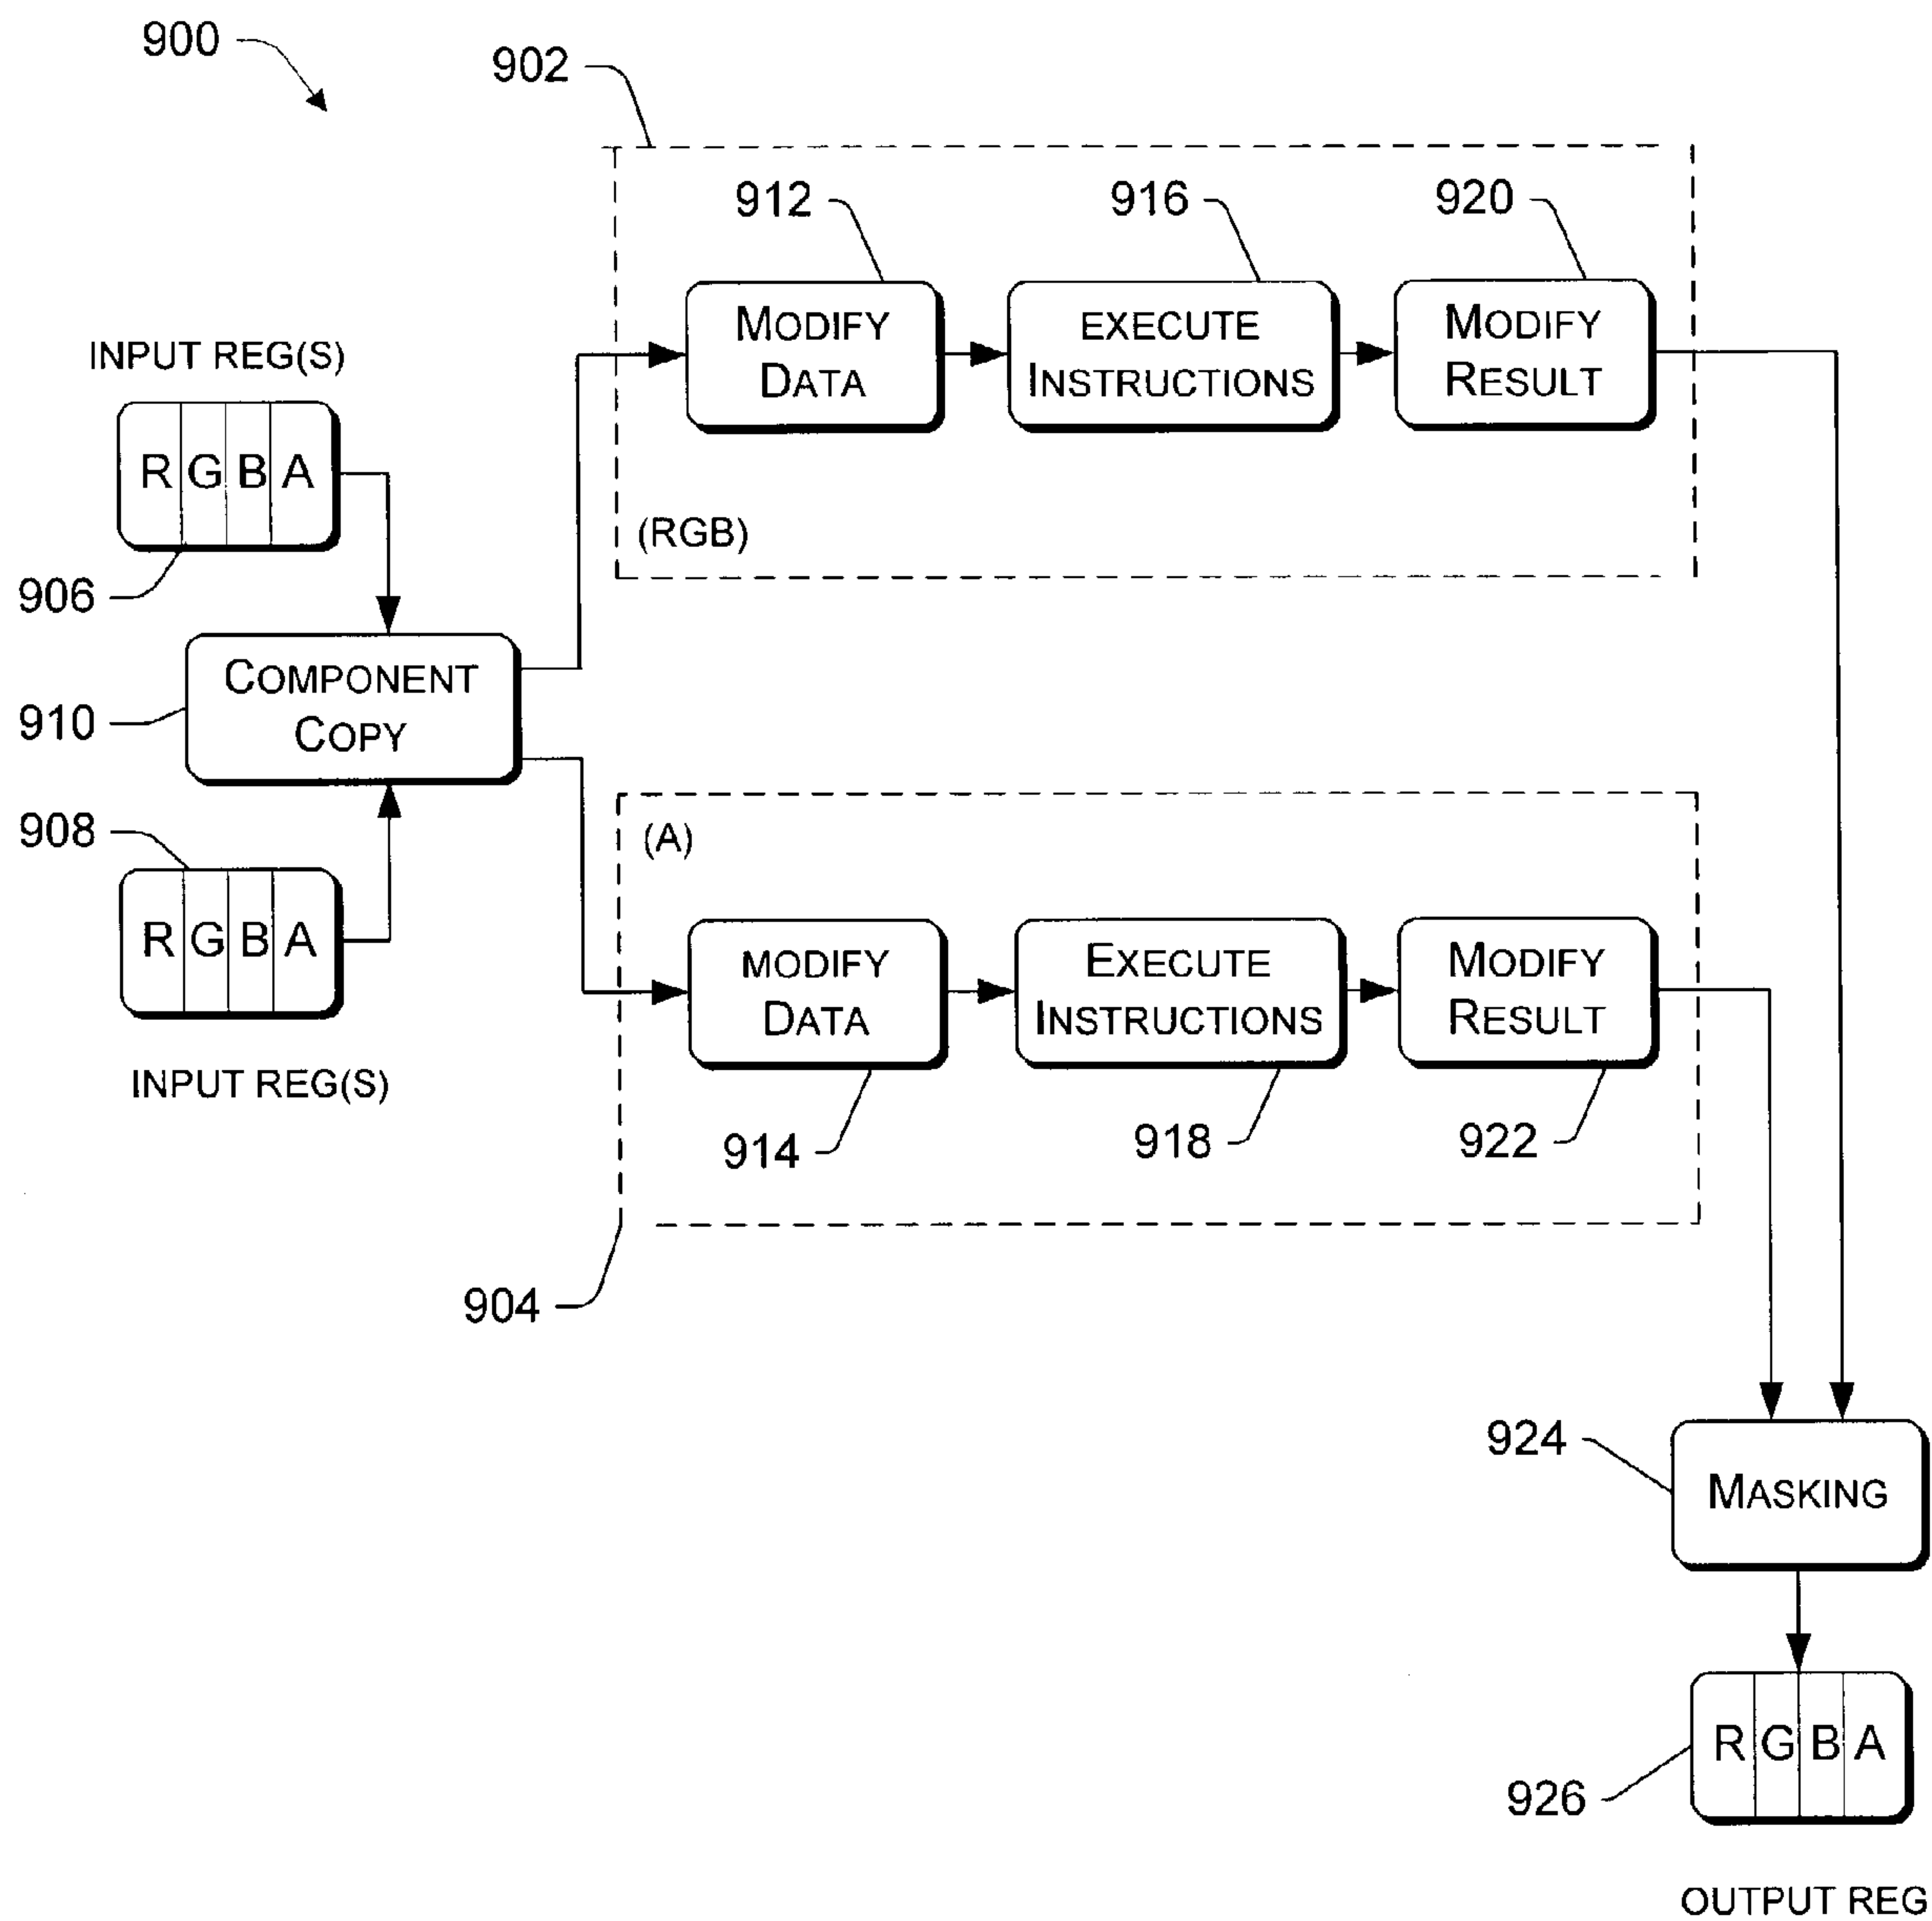 900
902
912
916
920
MODIFY
DATA
EXECUTE
INSTRUCTIONS
MODIFY
RESULT
(RGB)
INPUT REG(S)
R G B A
906
COMPONENT
COPY
910
908
R G B A
INPUT REG(S)
(A)
MODIFY
DATA
EXECUTE
INSTRUCTIONS
MODIFY
RESULT
914
918
922
904
924
MASKING
R G B A
926
OUTPUT REG